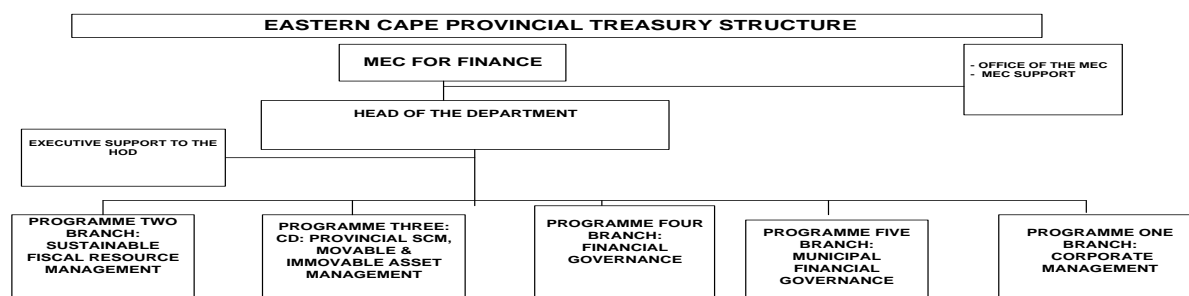 EASTERN CAPE PROVINCIAL TREASURY STRUCTURE
MEC FOR FINANCE
- OFFICE OF THE MEC
- MEC SUPPORT
HEAD OF THE DEPARTMENT
EXECUTIVE SUPPORT TO THE
HOD
PROGRAMME TWO
BRANCH:
SUSTAINABLE
FISCAL RESOURCE
MANAGEMENT
PROGRAMME THREE:
CD: PROVINCIAL SCM,
MOVABLE &
IMMOVABLE ASSET
MANAGEMENT
PROGRAMME FOUR
BRANCH:
FINANCIAL
GOVERNANCE
PROGRAMME FIVE
BRANCH:
MUNICIPAL
FINANCIAL
GOVERNANCE
PROGRAMME ONE
BRANCH:
CORPORATE
MANAGEMENT